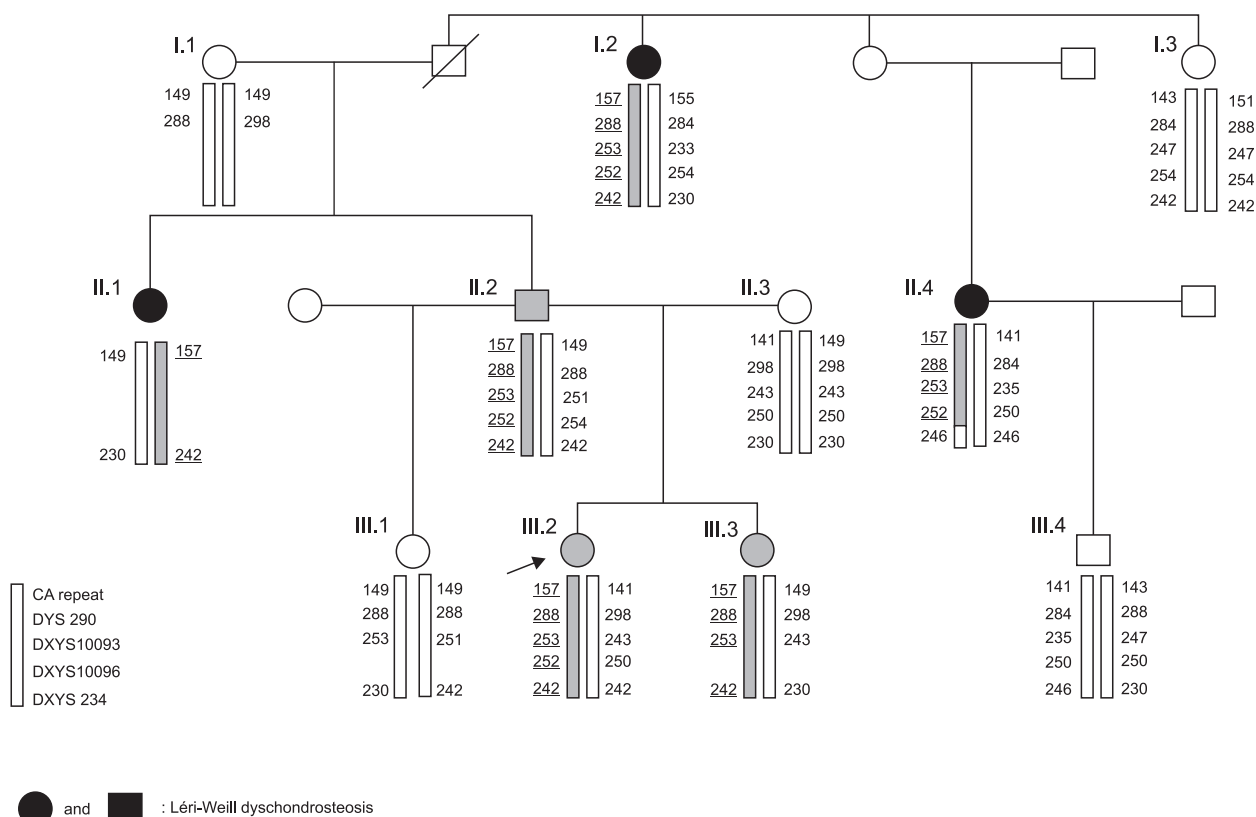 I.1
I.2
I.3
149 149
288 298
157 155
288 284
253 233
252 254
242 230
143 151
284 288
247 247
254 254
242 242
II.1
II.2
II.3
II.4
149 157
230 242
157 149
288 288
253 251
252 254
242 242
141 149
298 298
243 243
250 250
230 230
157 141
288 284
253 235
252 250
246 246
III.1
III.2
III.3
III.4
149 149
288 288
253 251
230 242
157 141
288 298
253 243
252 250
242 242
157 149
288 298
253 243
242 230
141 143
284 288
235 247
250 250
246 230
CA repeat
DYS 290
DXYS10093
DXYS10096
DXYS 234
and : Léri-Weill dyschondrosteosis